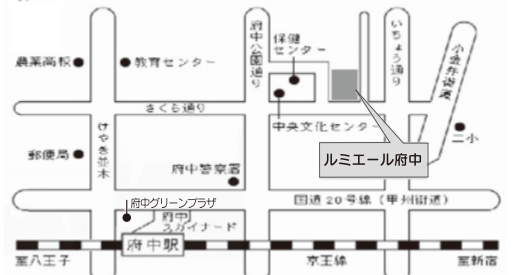 農業高校
教育センター
府中公園通り
保健
センター
いちょう通り
小金井街道
さくら通り
中央文化センター
二小
けやき並木
郵便局
府中警察署
ルミエール府中
国道20号線(甲州街道)
府中グリーンプラザ
府中
スカイナード
府中駅
至八王子
京王線
至新宿